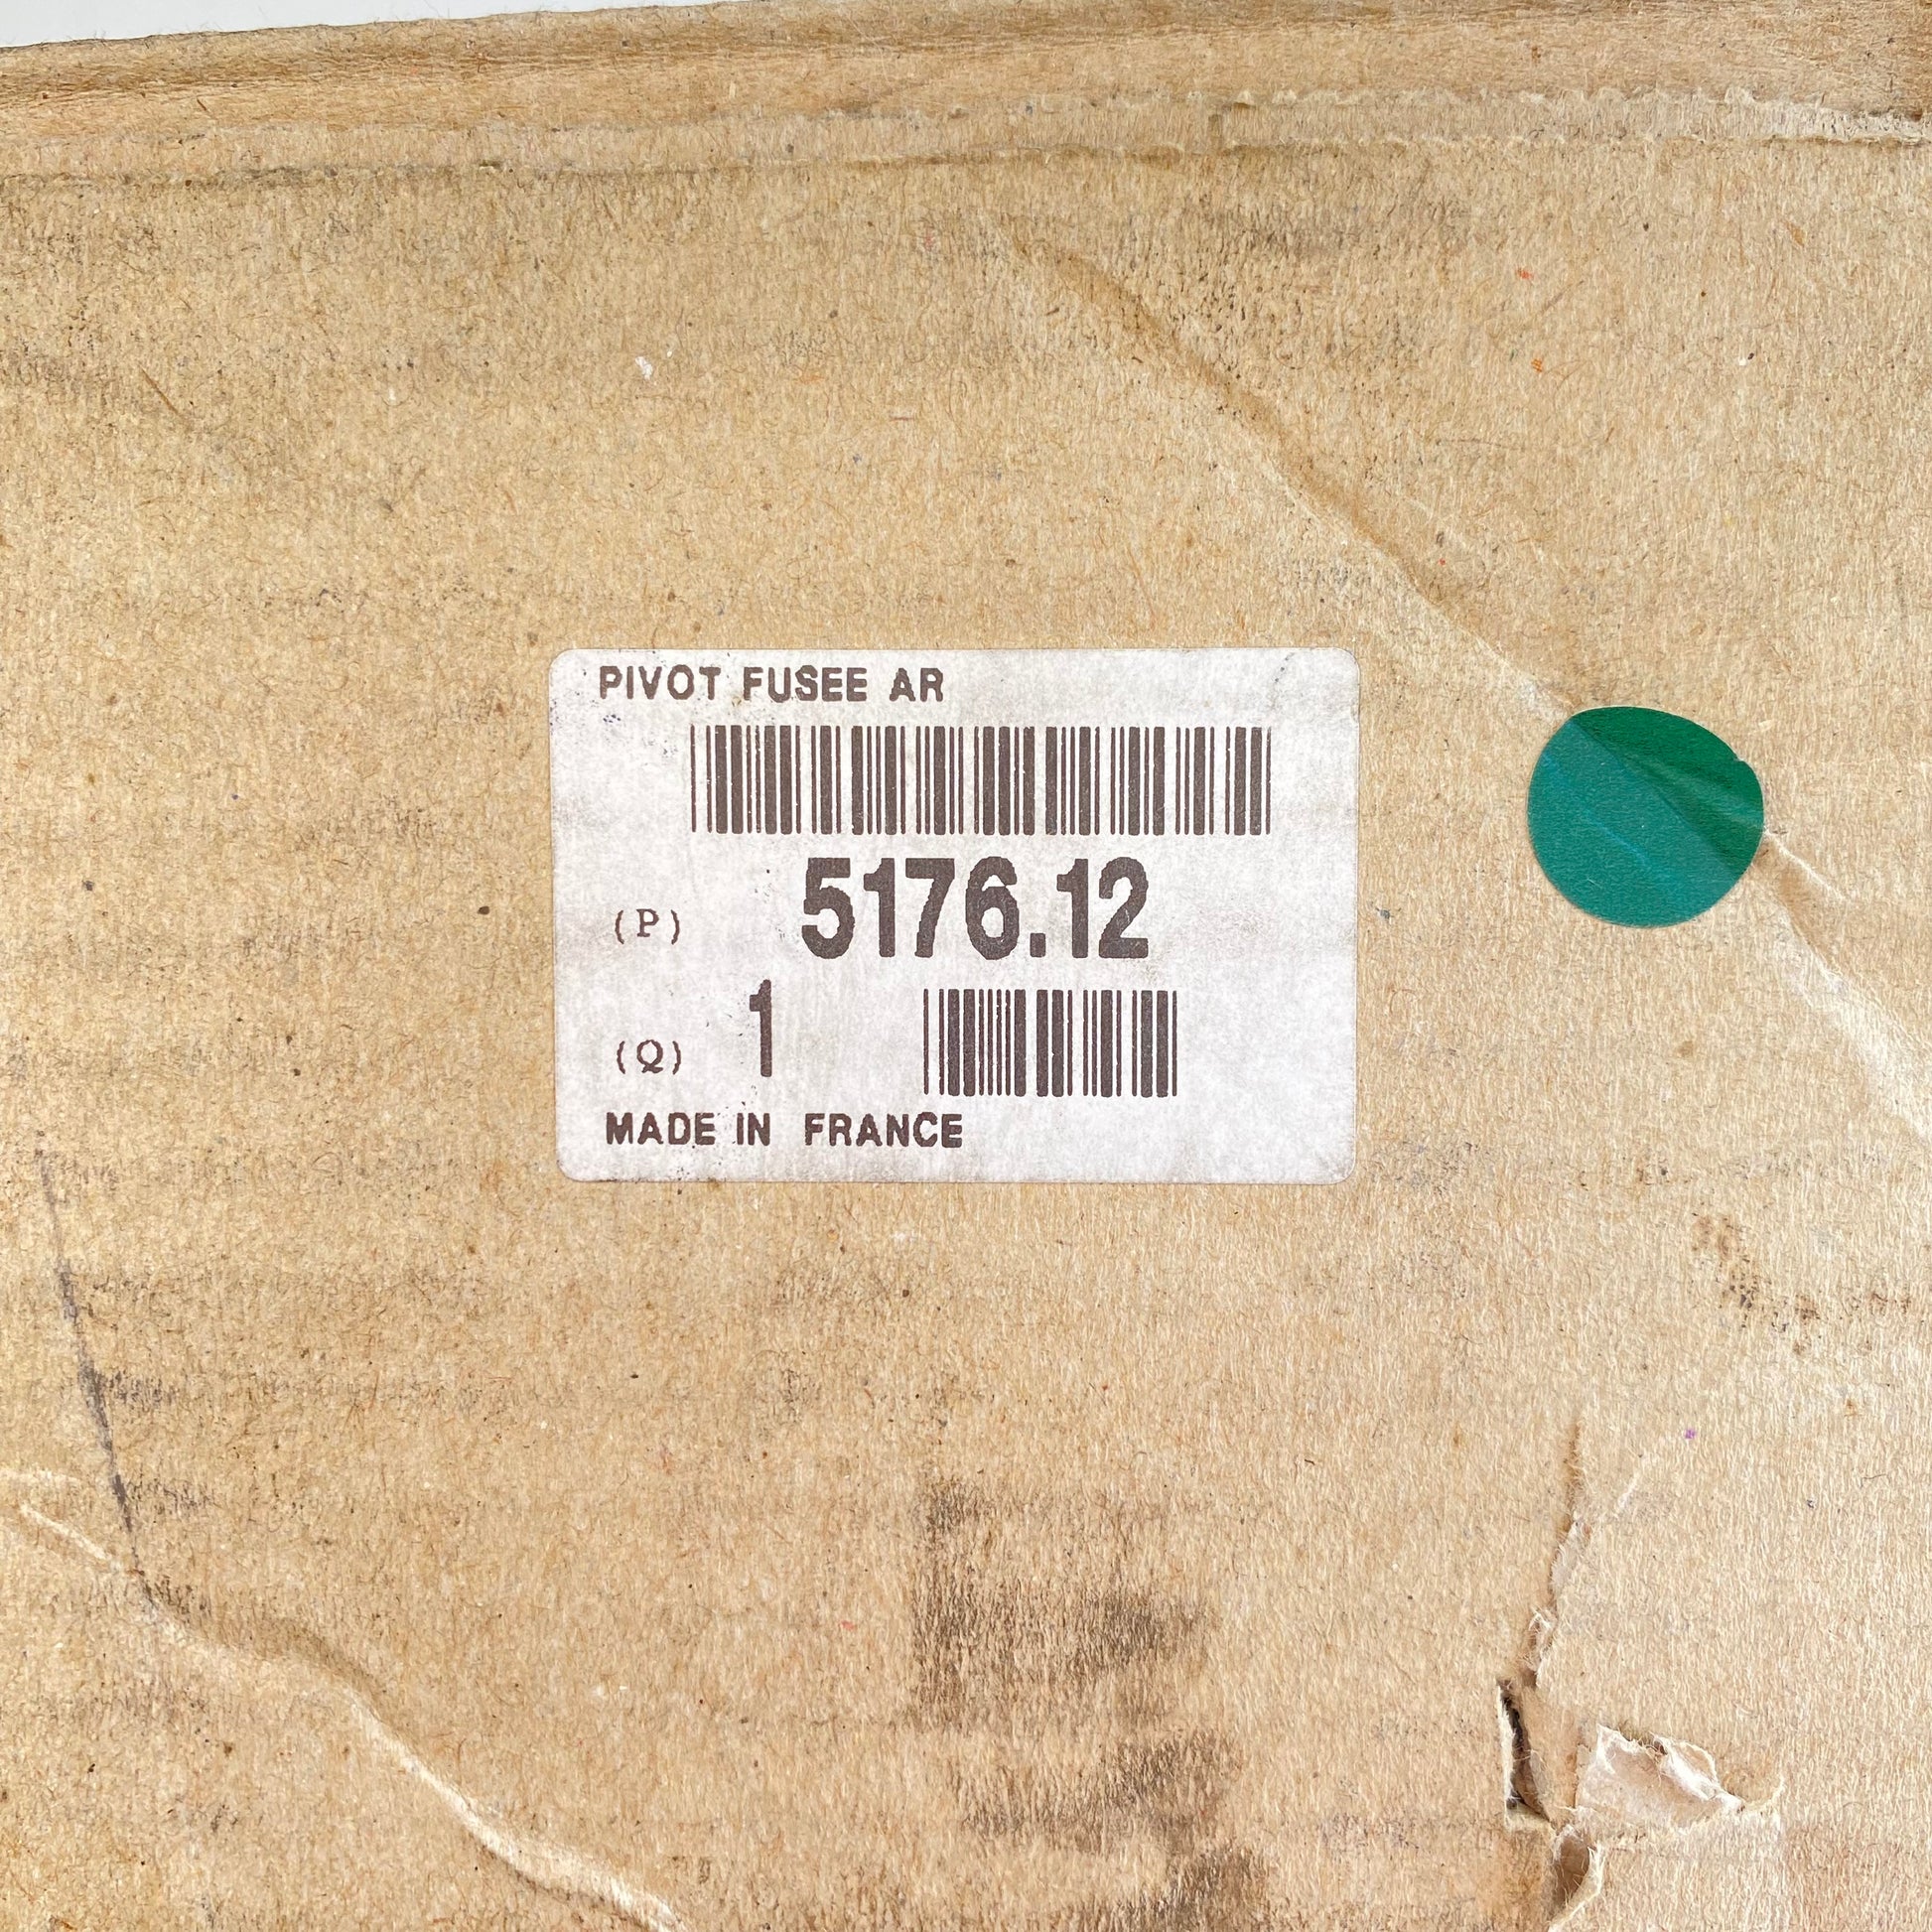 PIVOT FUSEE AR
(P) 5176.12
(Q) 1
MADE IN FRANCE